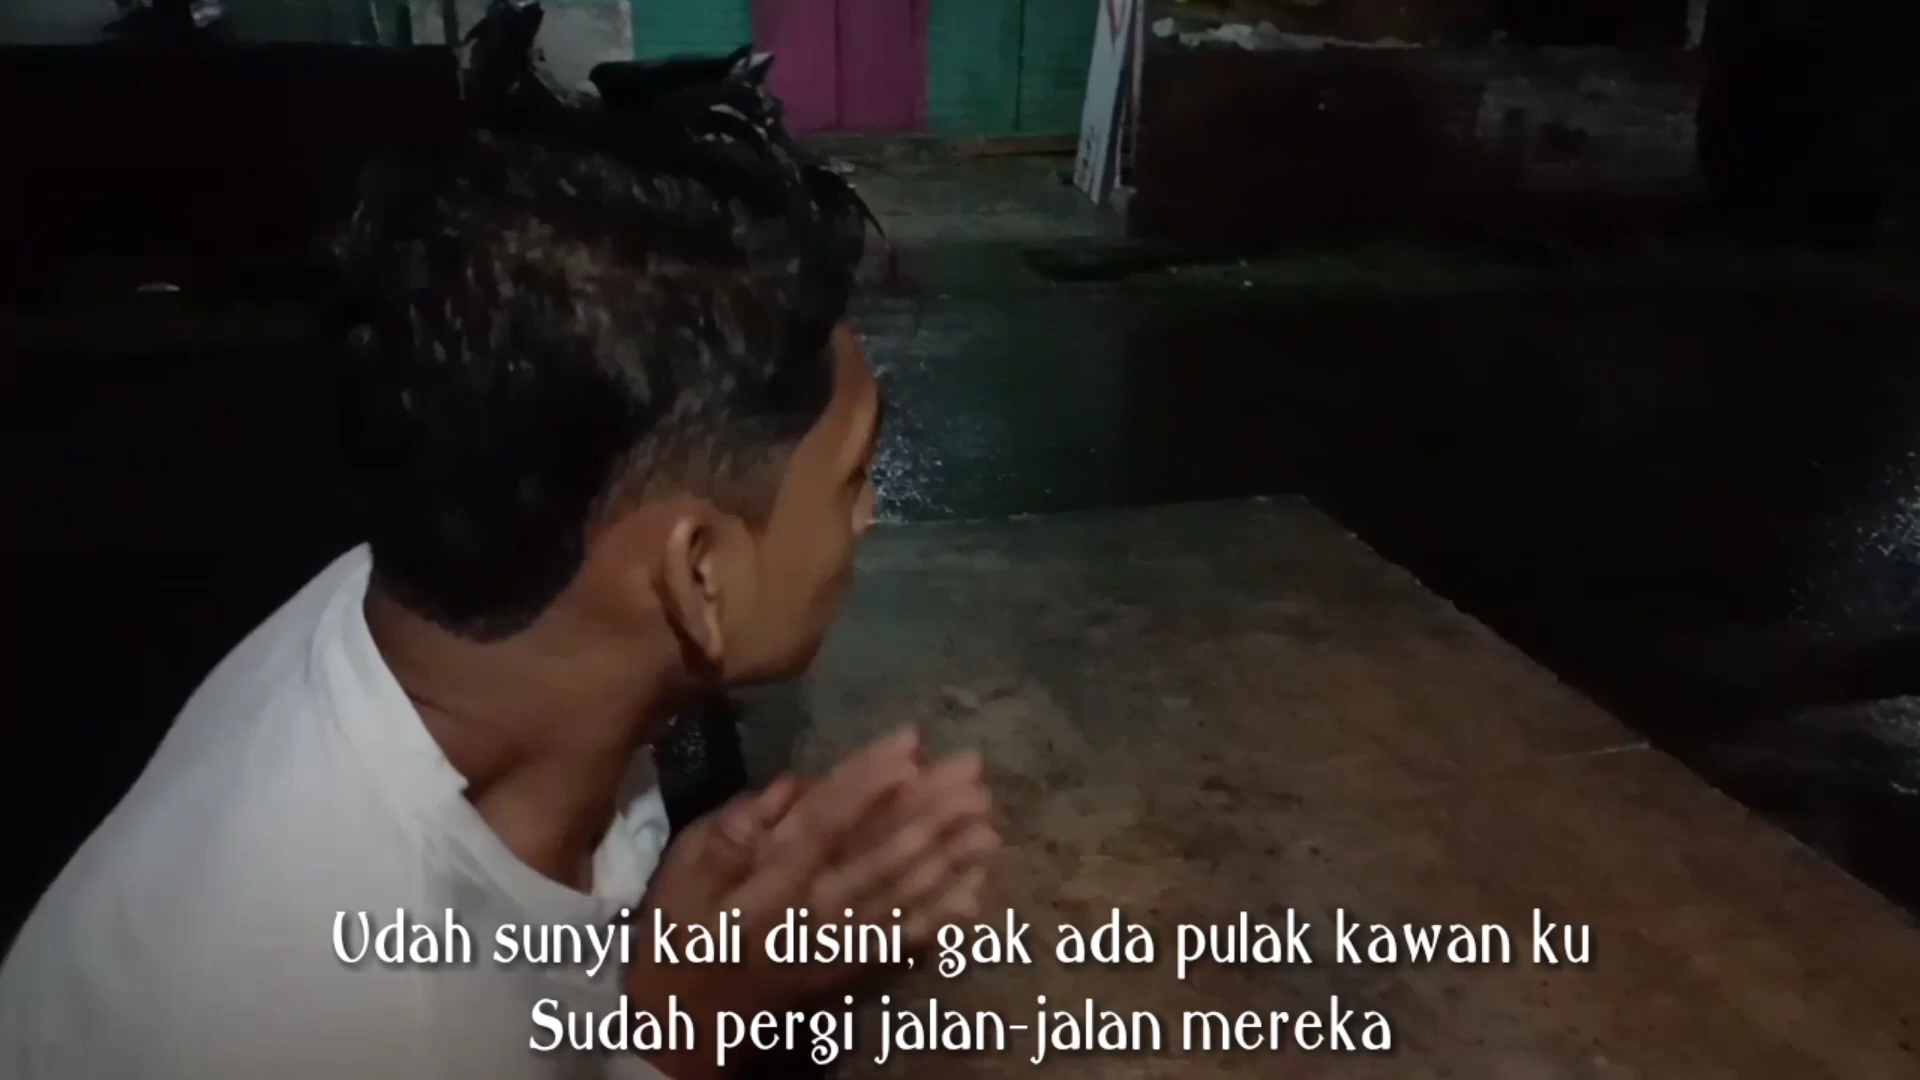 Udah sunyi kali disini, gak ada pulak kawan ku
Sudah pergi jalan-jalan mereka